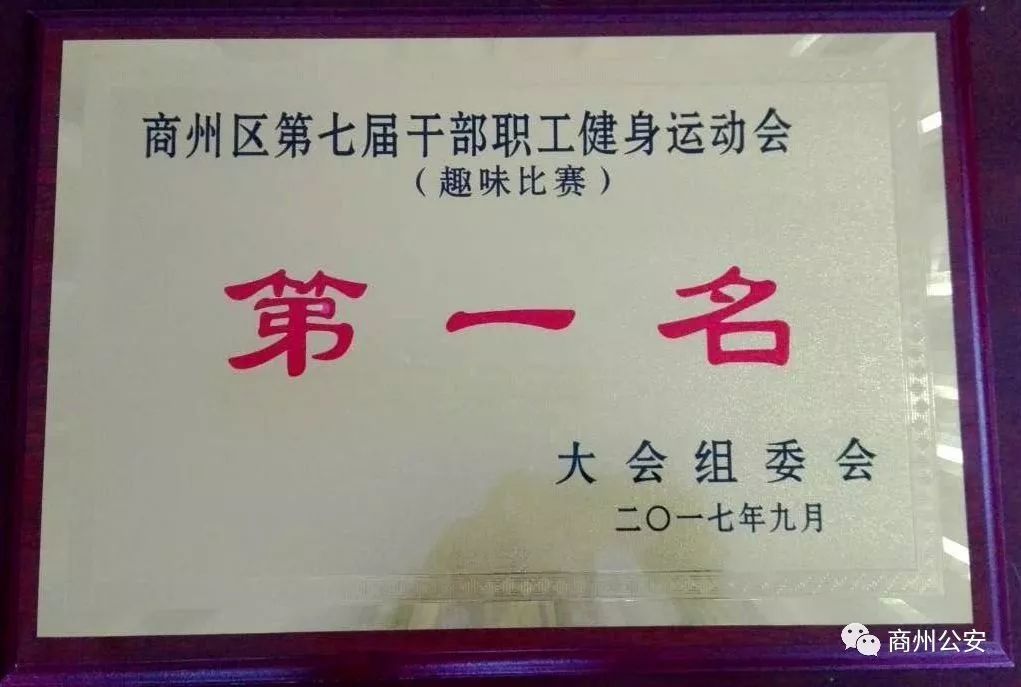 商州区第七届干部职工健身运动会
（趣味比赛）
第一名
大会组委会
二〇一七年九月
商州公安